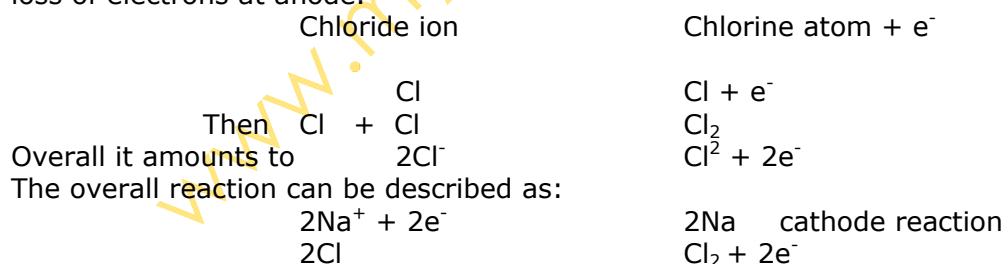 loss of electrons at anode.
Chloride ion Chlorine atom + e⁻
Cl Cl + e⁻
Then Cl + Cl Cl₂
Overall it amounts to 2Cl⁻ Cl² + 2e⁻
The overall reaction can be described as:
2Na⁺ + 2e⁻ 2Na cathode reaction
2Cl Cl₂ + 2e⁻